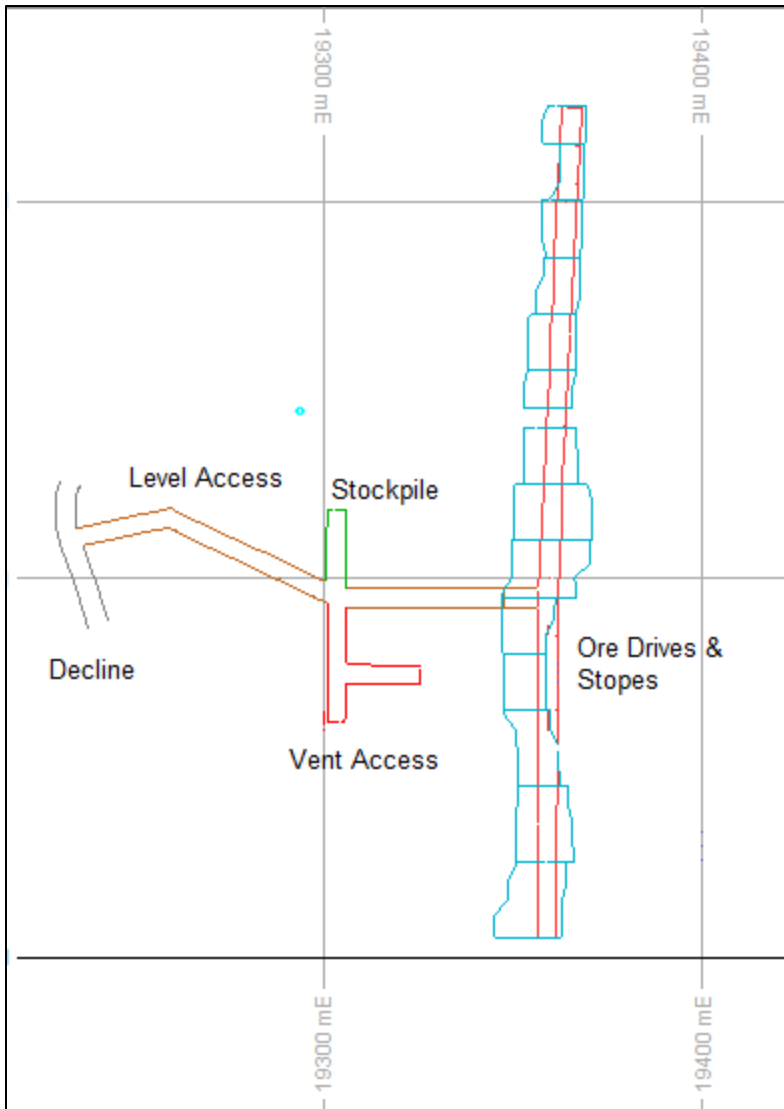 19300 mE
19400 mE
Level Access
Stockpile
Decline
Ore Drives &
Stopes
Vent Access
19300 mE
19400 mE